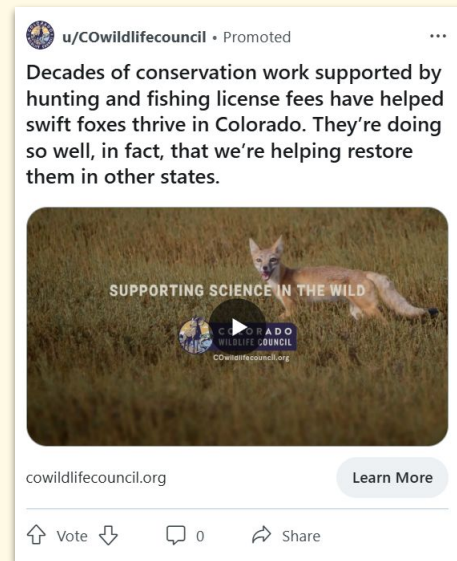 u/COwildlifecouncil • Promoted
Decades of conservation work supported by
hunting and fishing license fees have helped
swift foxes thrive in Colorado. They’re doing
so well, in fact, that we’re helping restore
them in other states.
SUPPORTING SCIENCE IN THE WILD
COLORADO
WILDLIFE COUNCIL
COwildlifecouncil.org
cowildlifecouncil.org
Learn More
Vote 0 Share